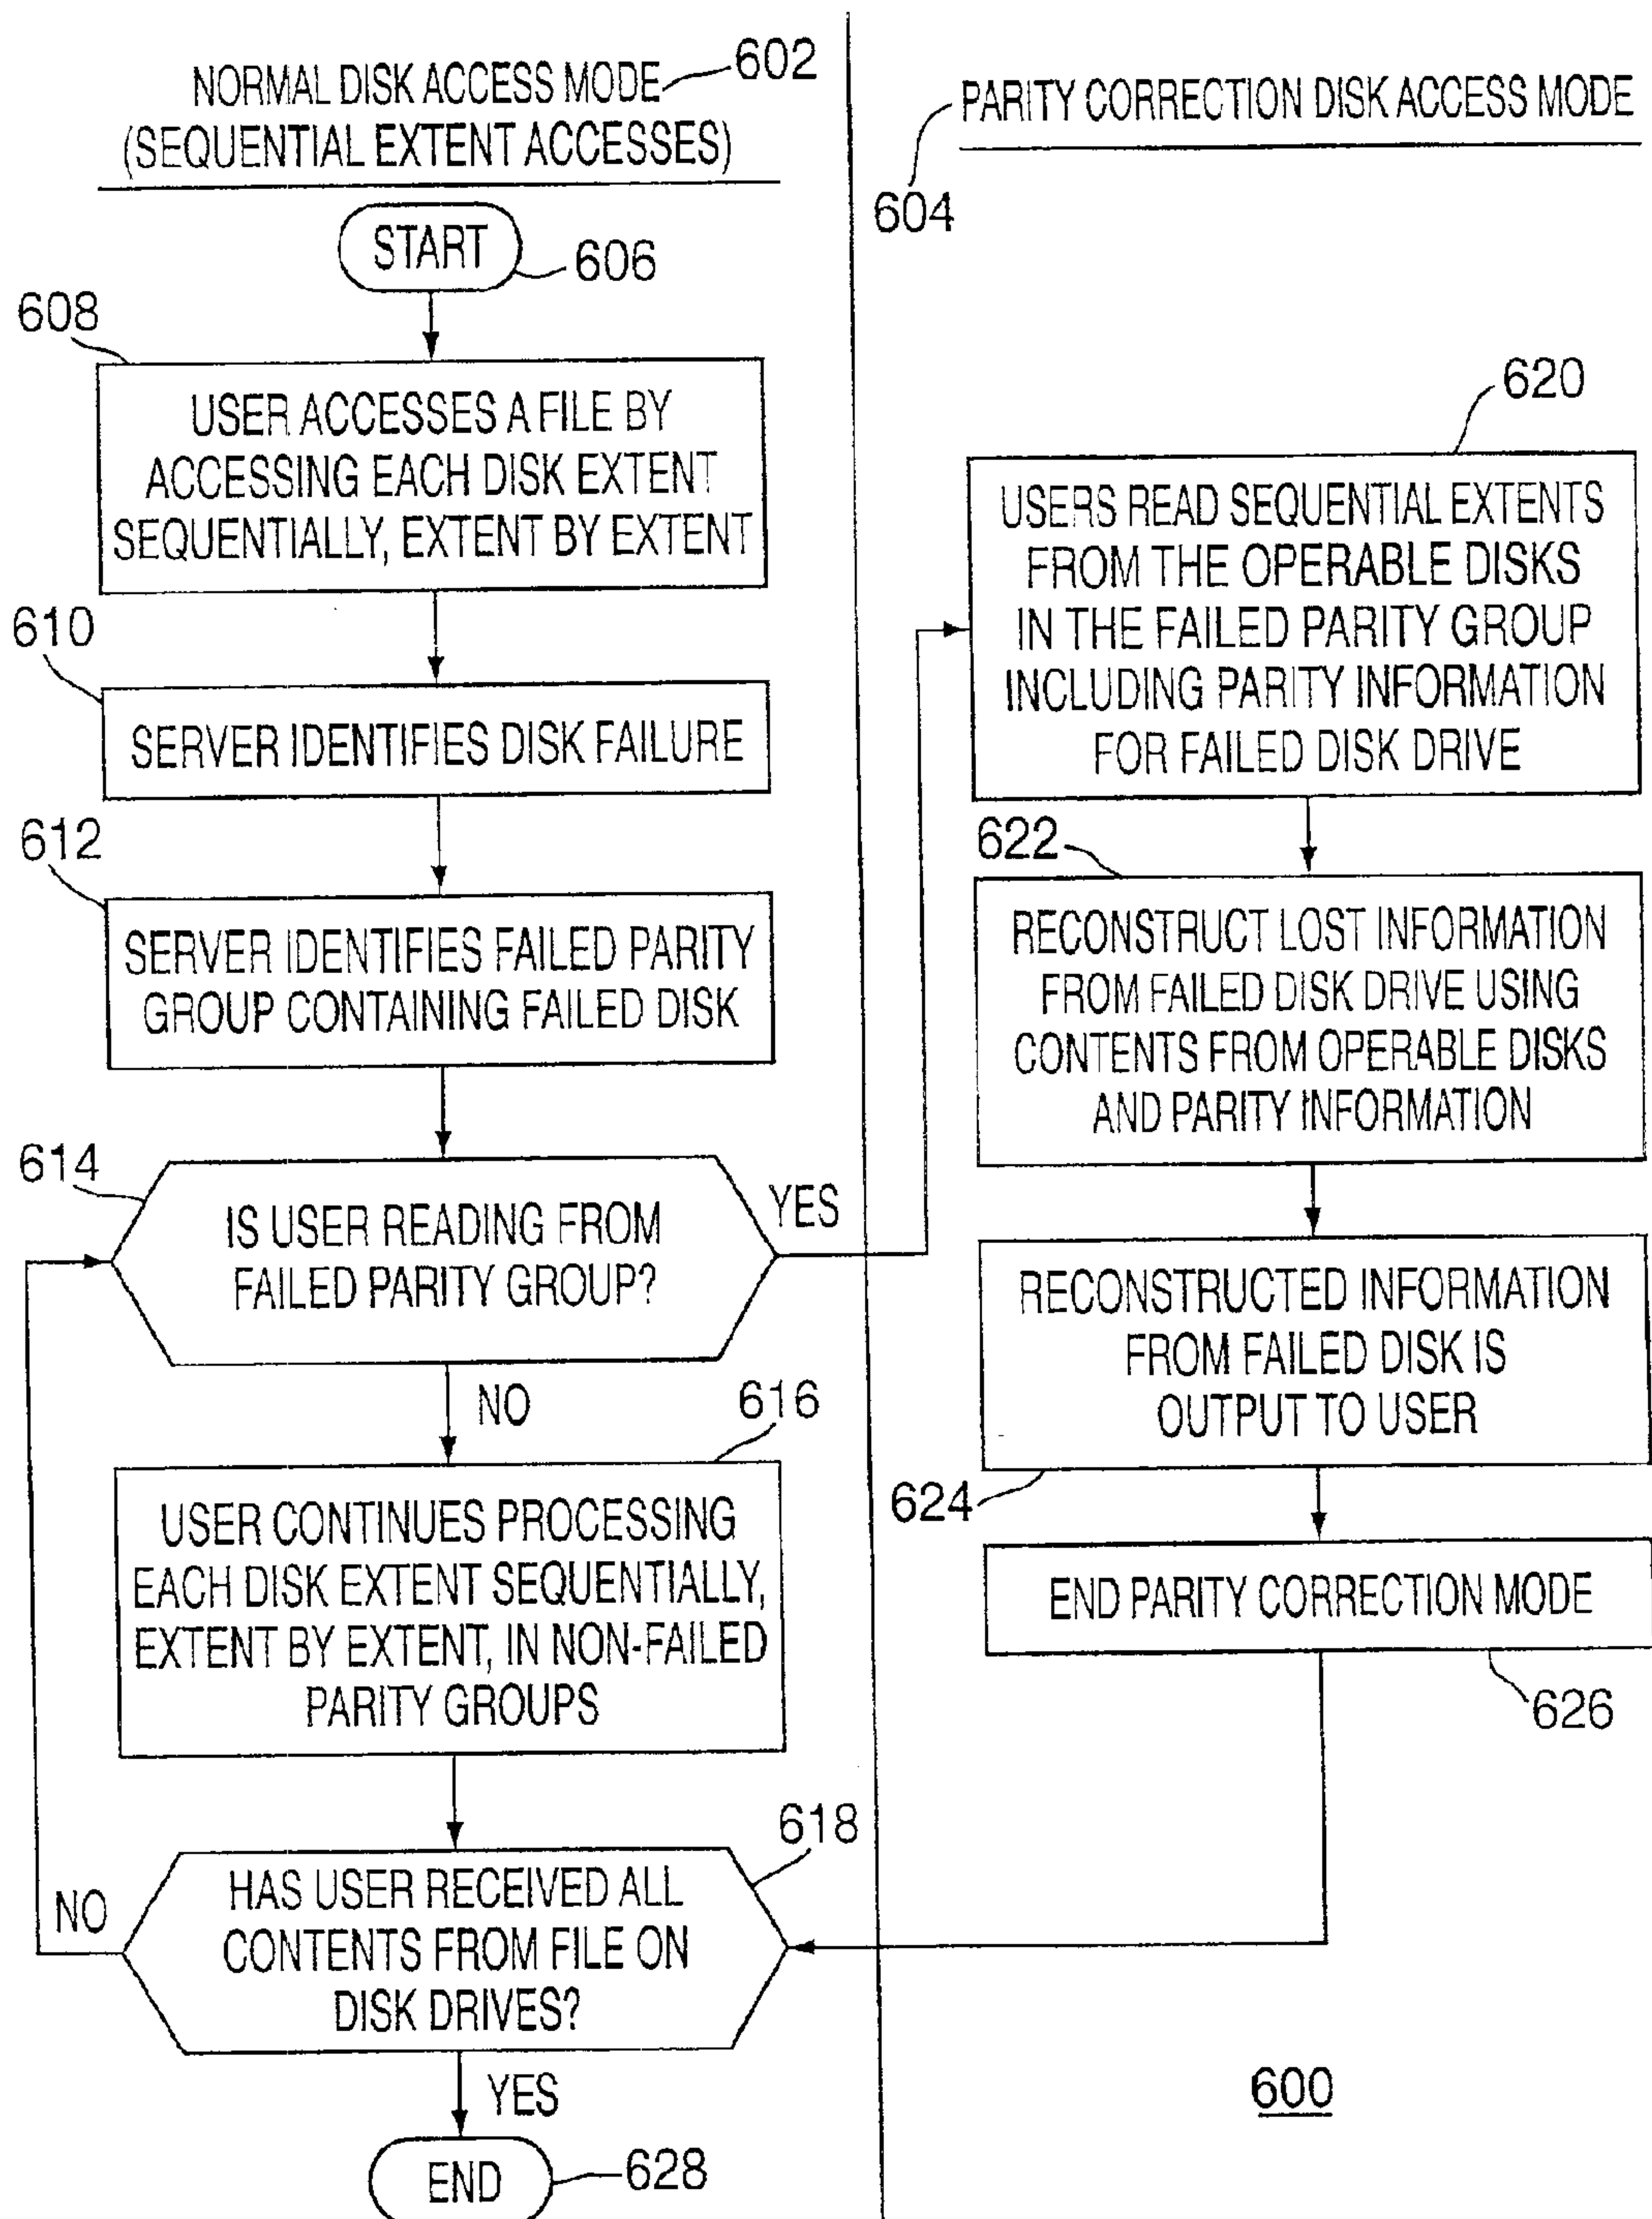 NORMAL DISK ACCESS MODE
(SEQUENTIAL EXTENT ACCESSES)
602
START
606
608
USER ACCESSES A FILE BY
ACCESSING EACH DISK EXTENT
SEQUENTIALLY, EXTENT BY EXTENT
610
SERVER IDENTIFIES DISK FAILURE
612
SERVER IDENTIFIES FAILED PARITY
GROUP CONTAINING FAILED DISK
614
IS USER READING FROM
FAILED PARITY GROUP?
YES
NO
616
USER CONTINUES PROCESSING
EACH DISK EXTENT SEQUENTIALLY,
EXTENT BY EXTENT, IN NON-FAILED
PARITY GROUPS
618
HAS USER RECEIVED ALL
CONTENTS FROM FILE ON
DISK DRIVES?
NO
YES
END
628
PARITY CORRECTION DISK ACCESS MODE
604
620
USERS READ SEQUENTIAL EXTENTS
FROM THE OPERABLE DISKS
IN THE FAILED PARITY GROUP
INCLUDING PARITY INFORMATION
FOR FAILED DISK DRIVE
622
RECONSTRUCT LOST INFORMATION
FROM FAILED DISK DRIVE USING
CONTENTS FROM OPERABLE DISKS
AND PARITY INFORMATION
RECONSTRUCTED INFORMATION
FROM FAILED DISK IS
OUTPUT TO USER
624
END PARITY CORRECTION MODE
626
600